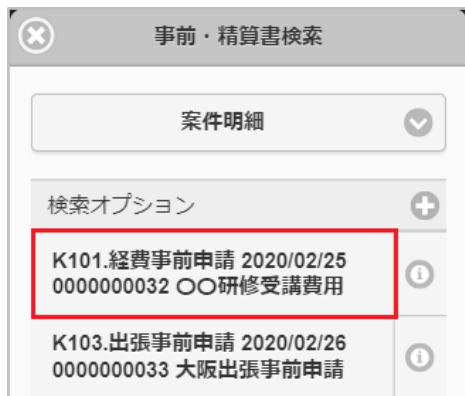 事前・精算書検索
案件明細
検索オプション
K101.経費事前申請 2020/02/25
0000000032 〇〇研修受講費用
K103.出張事前申請 2020/02/26
0000000033 大阪出張事前申請